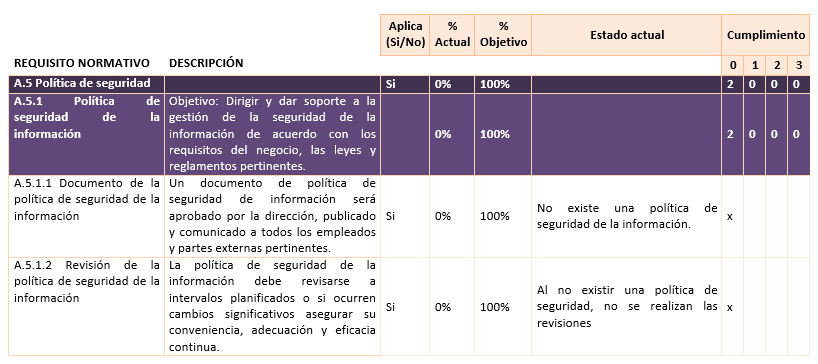 Aplica (Si/No) % Actual % Objetivo Estado actual Cumplimiento
REQUISITO NORMATIVO DESCRIPCIÓN 0 1 2 3
A.5 Política de seguridad Si 0% 100% 2 0 0 0
A.5.1 Política de
seguridad de la
información
Objetivo: Dirigir y dar soporte a la
gestión de la seguridad de la
información de acuerdo con los
requisitos del negocio, las leyes y
reglamentos pertinentes.
0% 100% 2 0 0 0
A.5.1.1 Documento de la
política de seguridad de la
información
Un documento de política de
seguridad de información será
aprobado por la dirección, publicado
y comunicado a todos los empleados
y partes externas pertinentes.
Si 0% 100%
No existe una política de
seguridad de la información.
x
A.5.1.2 Revisión de la
política de seguridad de la
información
La política de seguridad de la
información debe revisarse a
intervalos planificados o si ocurren
cambios significativos asegurar su
conveniencia, adecuación y eficacia
continua.
Si 0% 100%
Al no existir una política de
seguridad, no se realizan las
revisiones
x